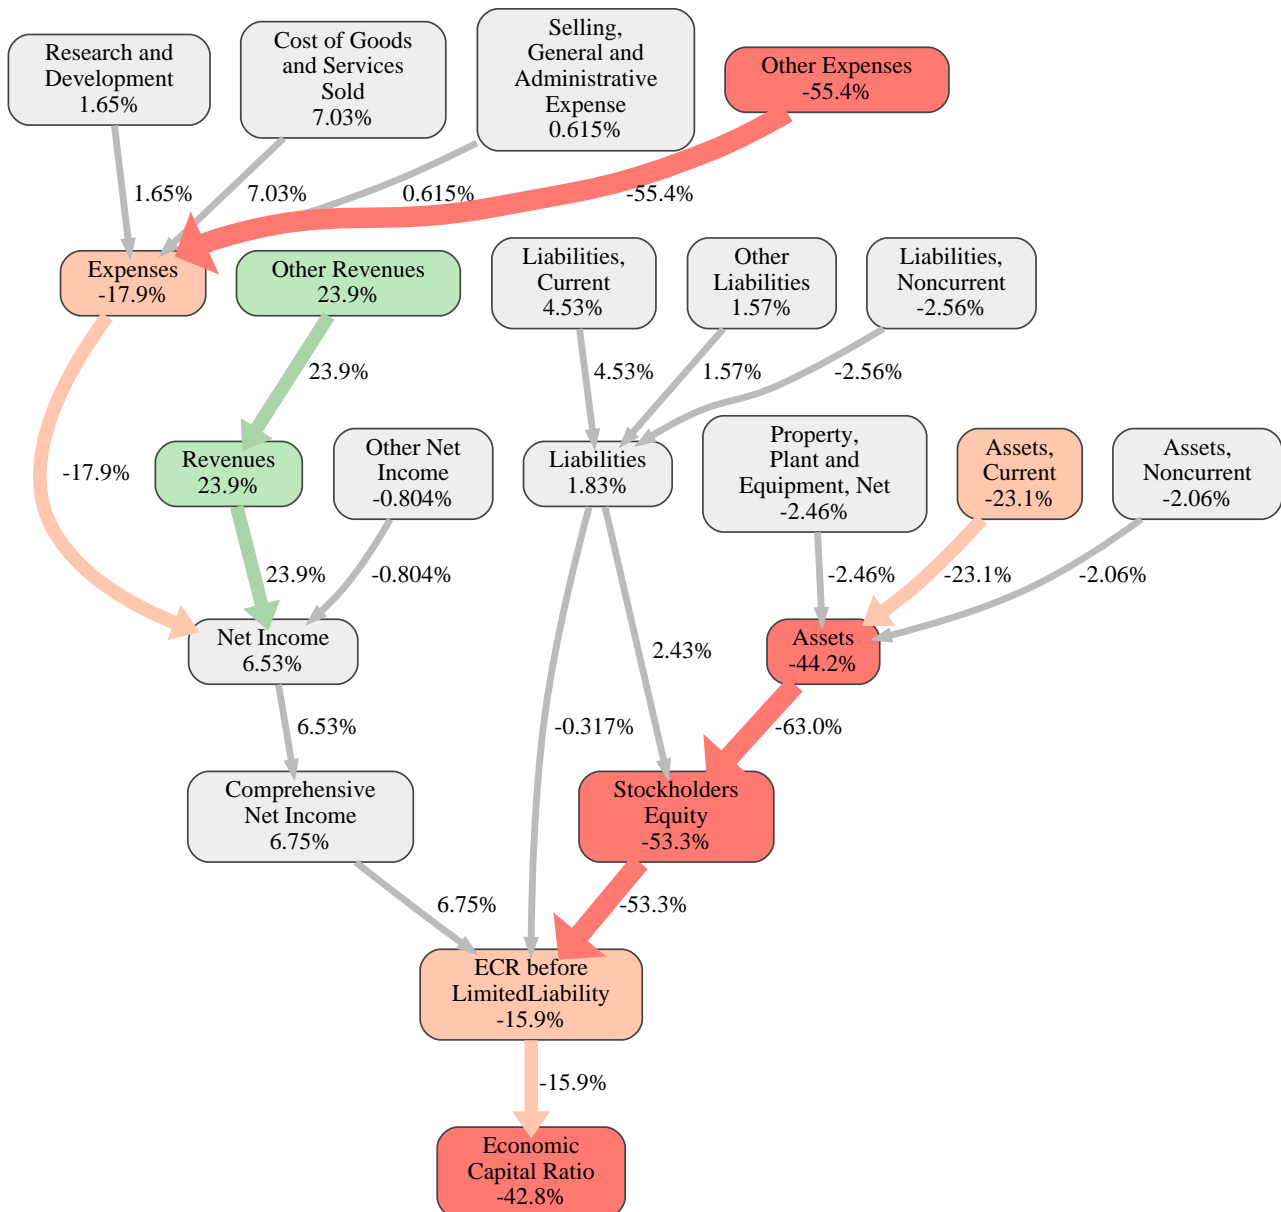 Research and
Development
1.65%
Cost of Goods
and Services
Sold
7.03%
Selling,
General and
Administrative
Expense
0.615%
Other Expenses
-55.4%
1.65%
7.03%
0.615%
-55.4%
Expenses
-17.9%
Other Revenues
23.9%
Liabilities,
Current
4.53%
Other
Liabilities
1.57%
Liabilities,
Noncurrent
-2.56%
23.9%
4.53%
1.57%
-2.56%
-17.9%
Revenues
23.9%
Other Net
Income
-0.804%
Liabilities
1.83%
Property,
Plant and
Equipment, Net
-2.46%
Assets,
Current
-23.1%
Assets,
Noncurrent
-2.06%
23.9%
-0.804%
-2.46%
-23.1%
-2.06%
Net Income
6.53%
2.43%
Assets
-44.2%
6.53%
-0.317%
-63.0%
Comprehensive
Net Income
6.75%
Stockholders
Equity
-53.3%
6.75%
-53.3%
ECR before
LimitedLiability
-15.9%
-15.9%
Economic
Capital Ratio
-42.8%